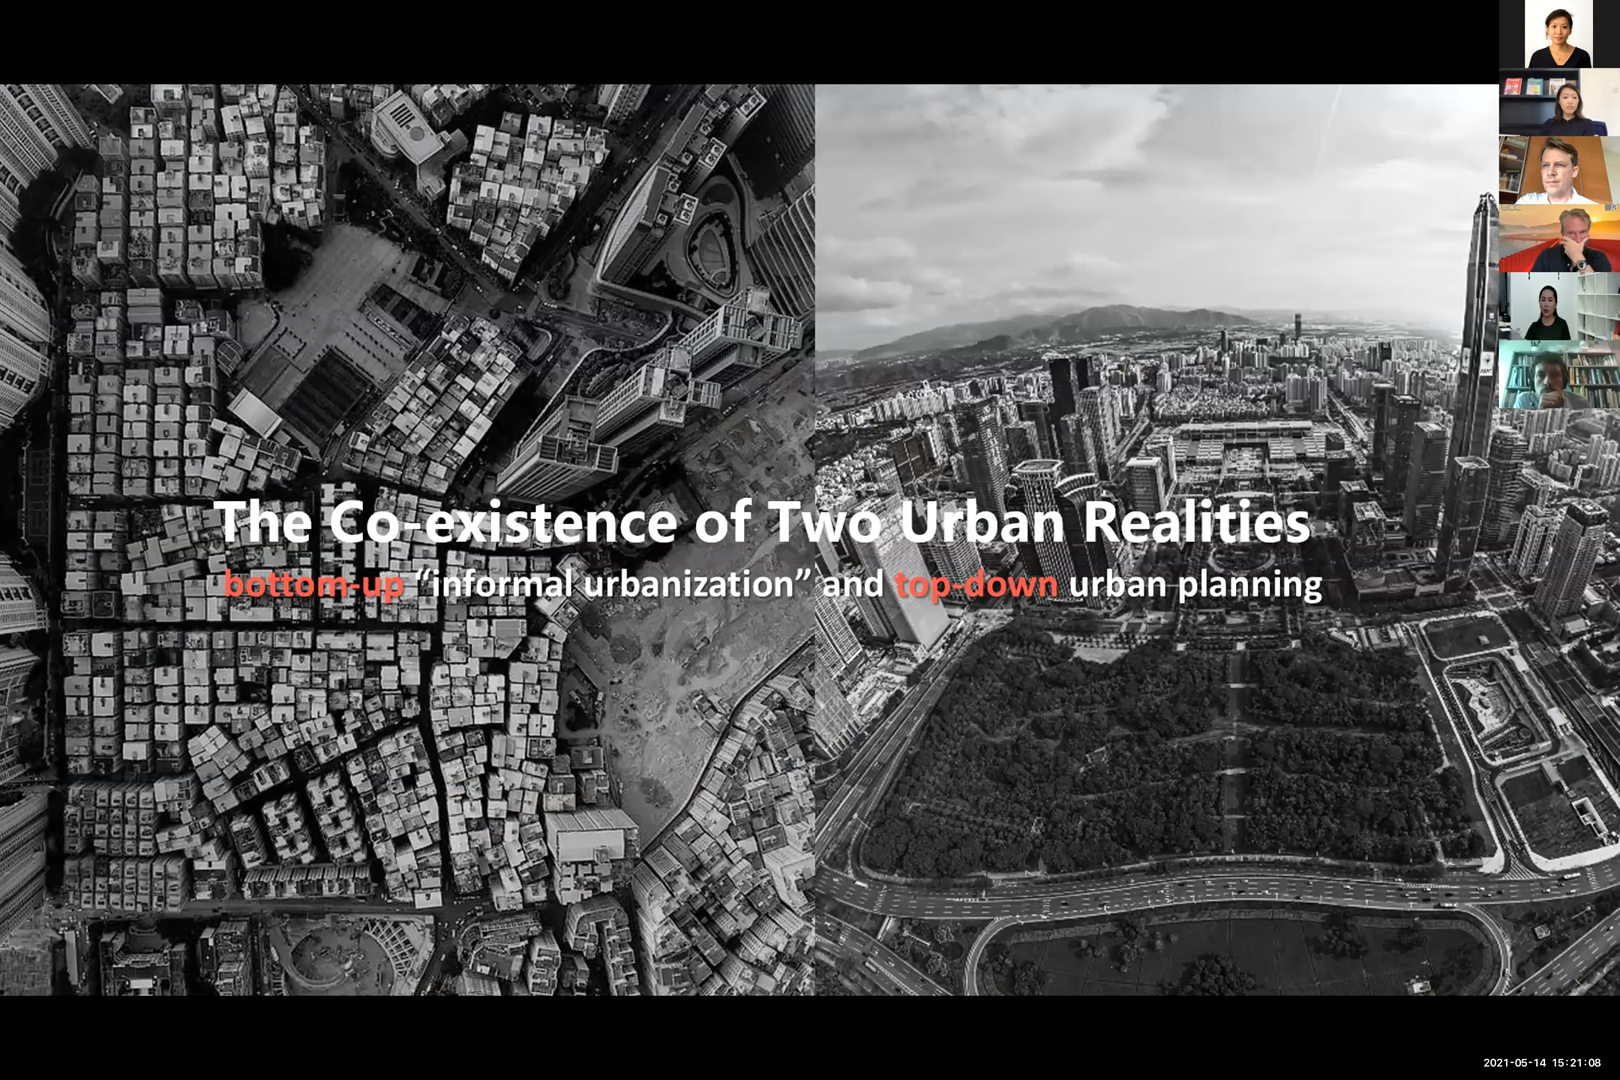 The Co-existence of Two Urban Realities
bottom-up “informal urbanization” and top-down urban planning
2021-05-14 15:21:08